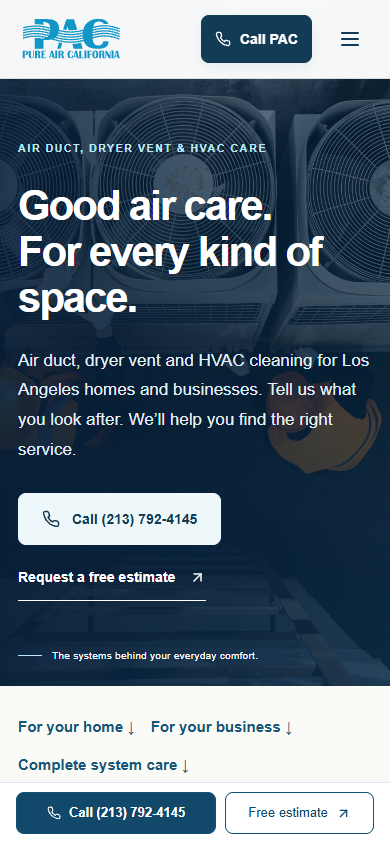 PAC
PURE AIR CALIFORNIA
Call PAC
AIR DUCT, DRYER VENT & HVAC CARE
Good air care.
For every kind of
space.
Air duct, dryer vent and HVAC cleaning for Los
Angeles homes and businesses. Tell us what
you look after. We’ll help you find the right
service.
Call (213) 792-4145
Request a free estimate ↗
The systems behind your everyday comfort.
For your home ↓ For your business ↓
Complete system care ↓
Call (213) 792-4145
Free estimate ↗